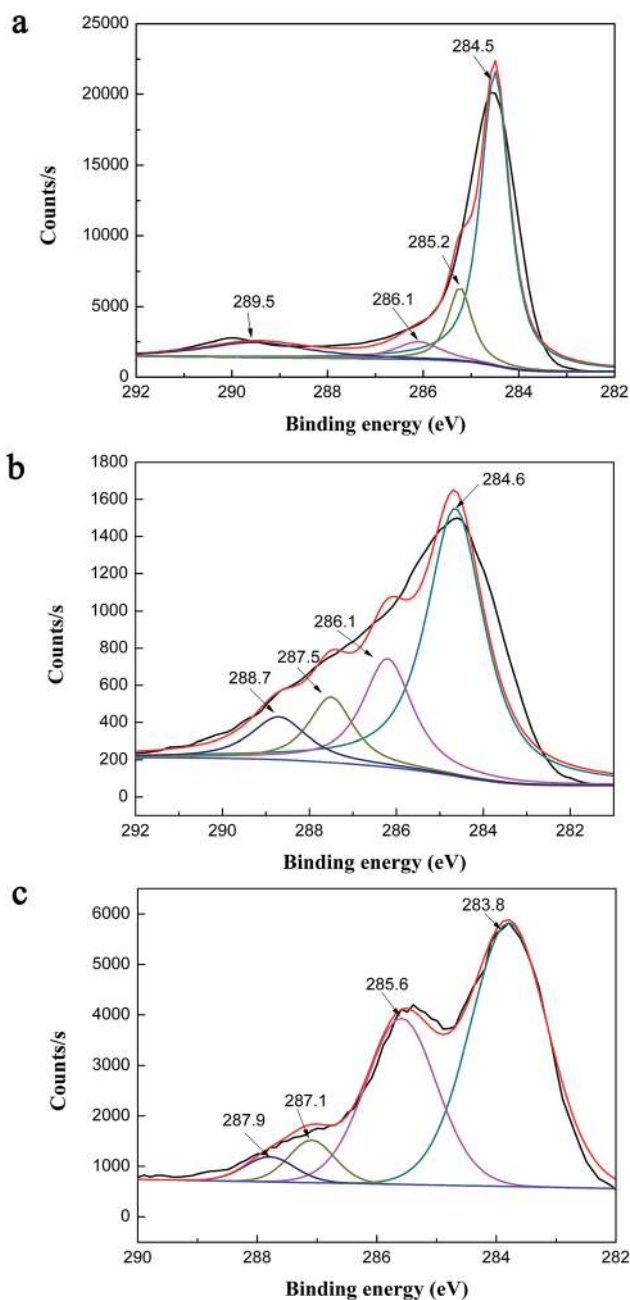 a
25000
20000
15000
10000
5000
0
Counts/s
284.5
285.2
286.1
289.5
292 290 288 286 284 282
Binding energy (eV)
b
1800
1600
1400
1200
1000
800
600
400
200
0
Counts/s
284.6
286.1
287.5
288.7
292 290 288 286 284 282
Binding energy (eV)
c
6000
5000
4000
3000
2000
1000
0
Counts/s
283.8
285.6
287.1
287.9
290 288 286 284 282
Binding energy (eV)